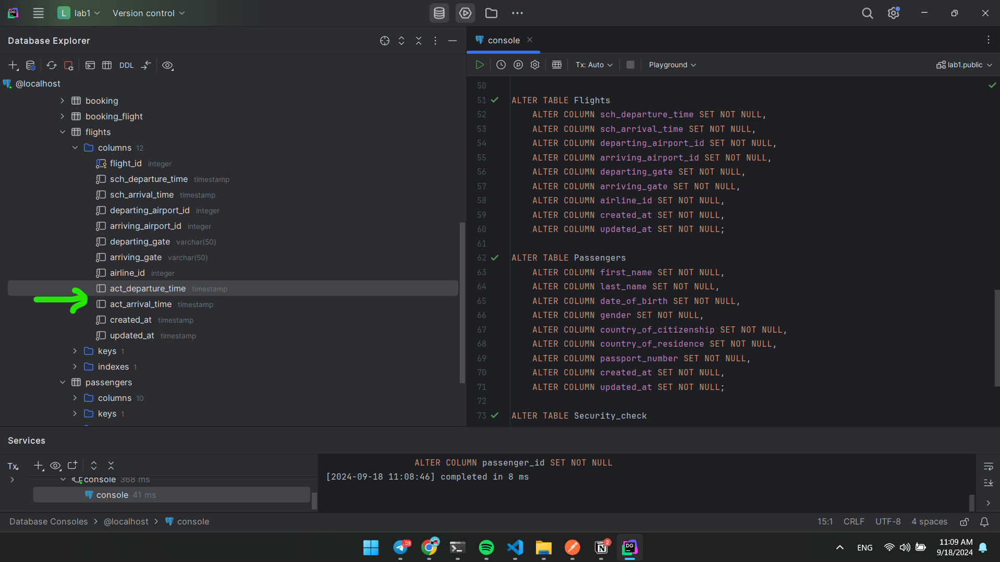 L lab1 Version control
Database Explorer
DDL
@localhost
booking
booking_flight
flights
columns 12
flight_id integer
sch_departure_time timestamp
sch_arrival_time timestamp
departing_airport_id integer
arriving_airport_id integer
departing_gate varchar(50)
arriving_gate varchar(50)
airline_id integer
act_departure_time timestamp
act_arrival_time timestamp
created_at timestamp
updated_at timestamp
keys 1
indexes 1
passengers
columns 10
keys 1
console
Tx: Auto Playground lab1.public
50
51 ALTER TABLE Flights
52 ALTER COLUMN sch_departure_time SET NOT NULL,
53 ALTER COLUMN sch_arrival_time SET NOT NULL,
54 ALTER COLUMN departing_airport_id SET NOT NULL,
55 ALTER COLUMN arriving_airport_id SET NOT NULL,
56 ALTER COLUMN departing_gate SET NOT NULL,
57 ALTER COLUMN arriving_gate SET NOT NULL,
58 ALTER COLUMN airline_id SET NOT NULL,
59 ALTER COLUMN created_at SET NOT NULL,
60 ALTER COLUMN updated_at SET NOT NULL;
61
62 ALTER TABLE Passengers
63 ALTER COLUMN first_name SET NOT NULL,
64 ALTER COLUMN last_name SET NOT NULL,
65 ALTER COLUMN date_of_birth SET NOT NULL,
66 ALTER COLUMN gender SET NOT NULL,
67 ALTER COLUMN country_of_citizenship SET NOT NULL,
68 ALTER COLUMN country_of_residence SET NOT NULL,
69 ALTER COLUMN passport_number SET NOT NULL,
70 ALTER COLUMN created_at SET NOT NULL,
71 ALTER COLUMN updated_at SET NOT NULL;
72
73 ALTER TABLE Security_check
Services
Tx
console 368 ms
console 41 ms
ALTER COLUMN passenger_id SET NOT NULL
[2024-09-18 11:08:46] completed in 8 ms
Database Consoles > @localhost > console
15:1 CRLF UTF-8 4 spaces
..08
2
DG
ENG
11:09 AM
9/18/2024